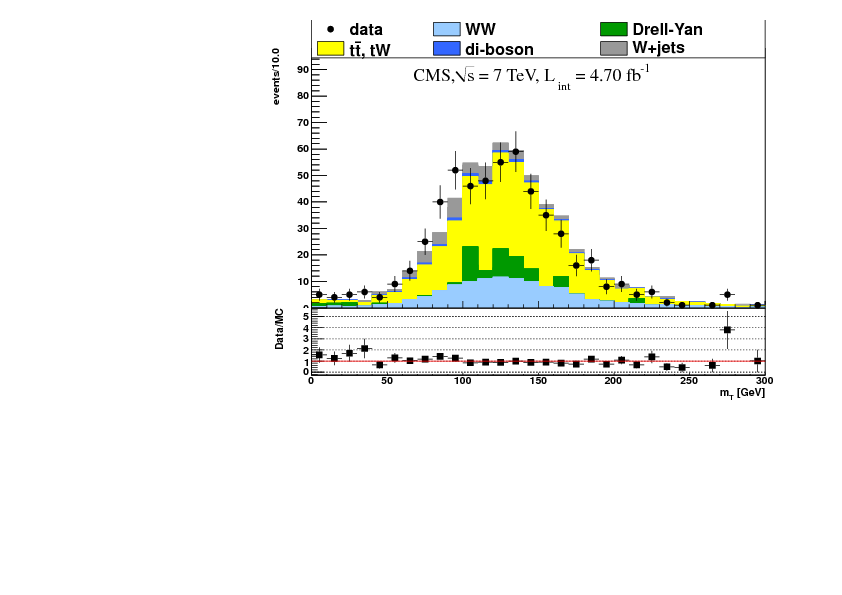 data WW Drell-Yan
tt̄, tW di-boson W+jets
events/10.0
CMS,√s = 7 TeV, L int = 4.70 fb-1
90
80
70
60
50
40
30
20
10
Data/MC
5
4
3
2
1
0
0 50 100 150 200 250 300
mT [GeV]